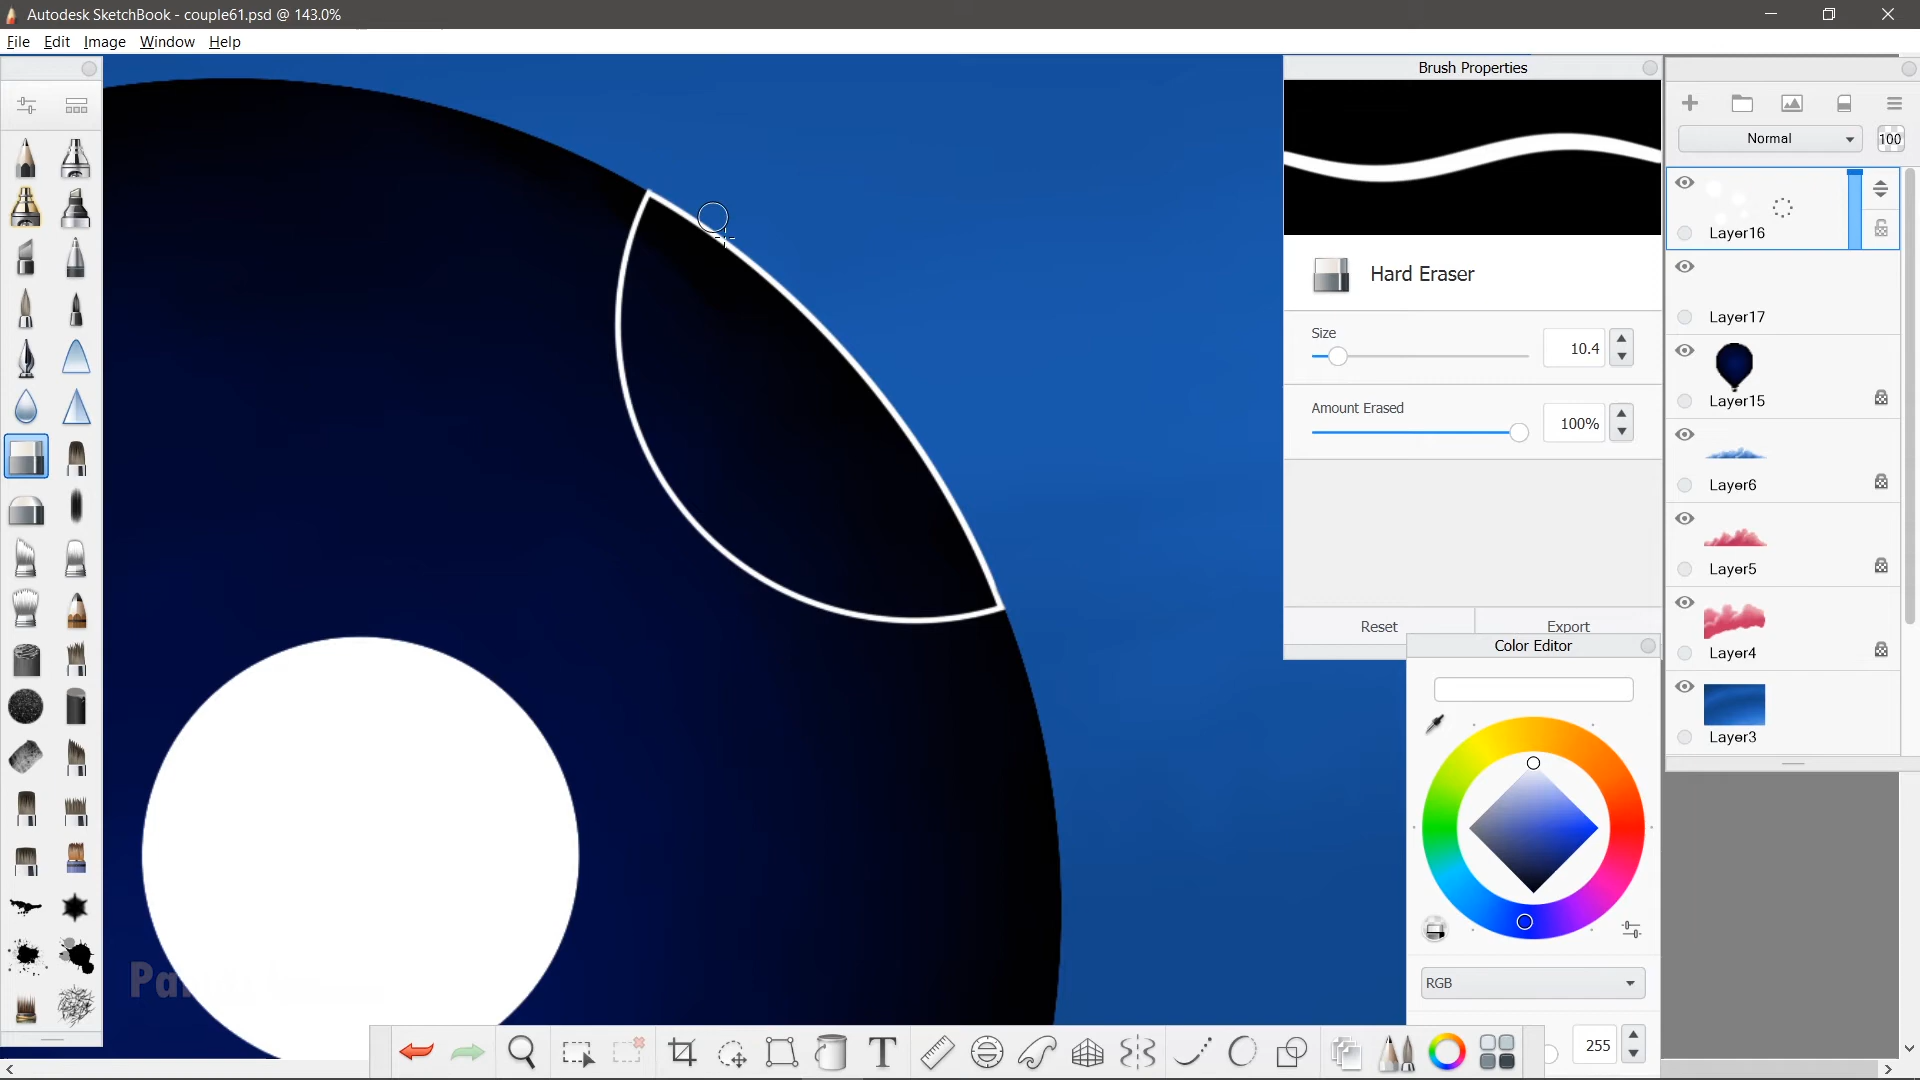 Autodesk SketchBook - couple61.psd @ 143.0%
File Edit Image Window Help
Brush Properties
Hard Eraser
Size
10.4
Amount Erased
100%
Reset Export
Color Editor
RGB
255
Normal 100
Layer16
Layer17
Layer15
Layer6
Layer5
Layer4
Layer3
T